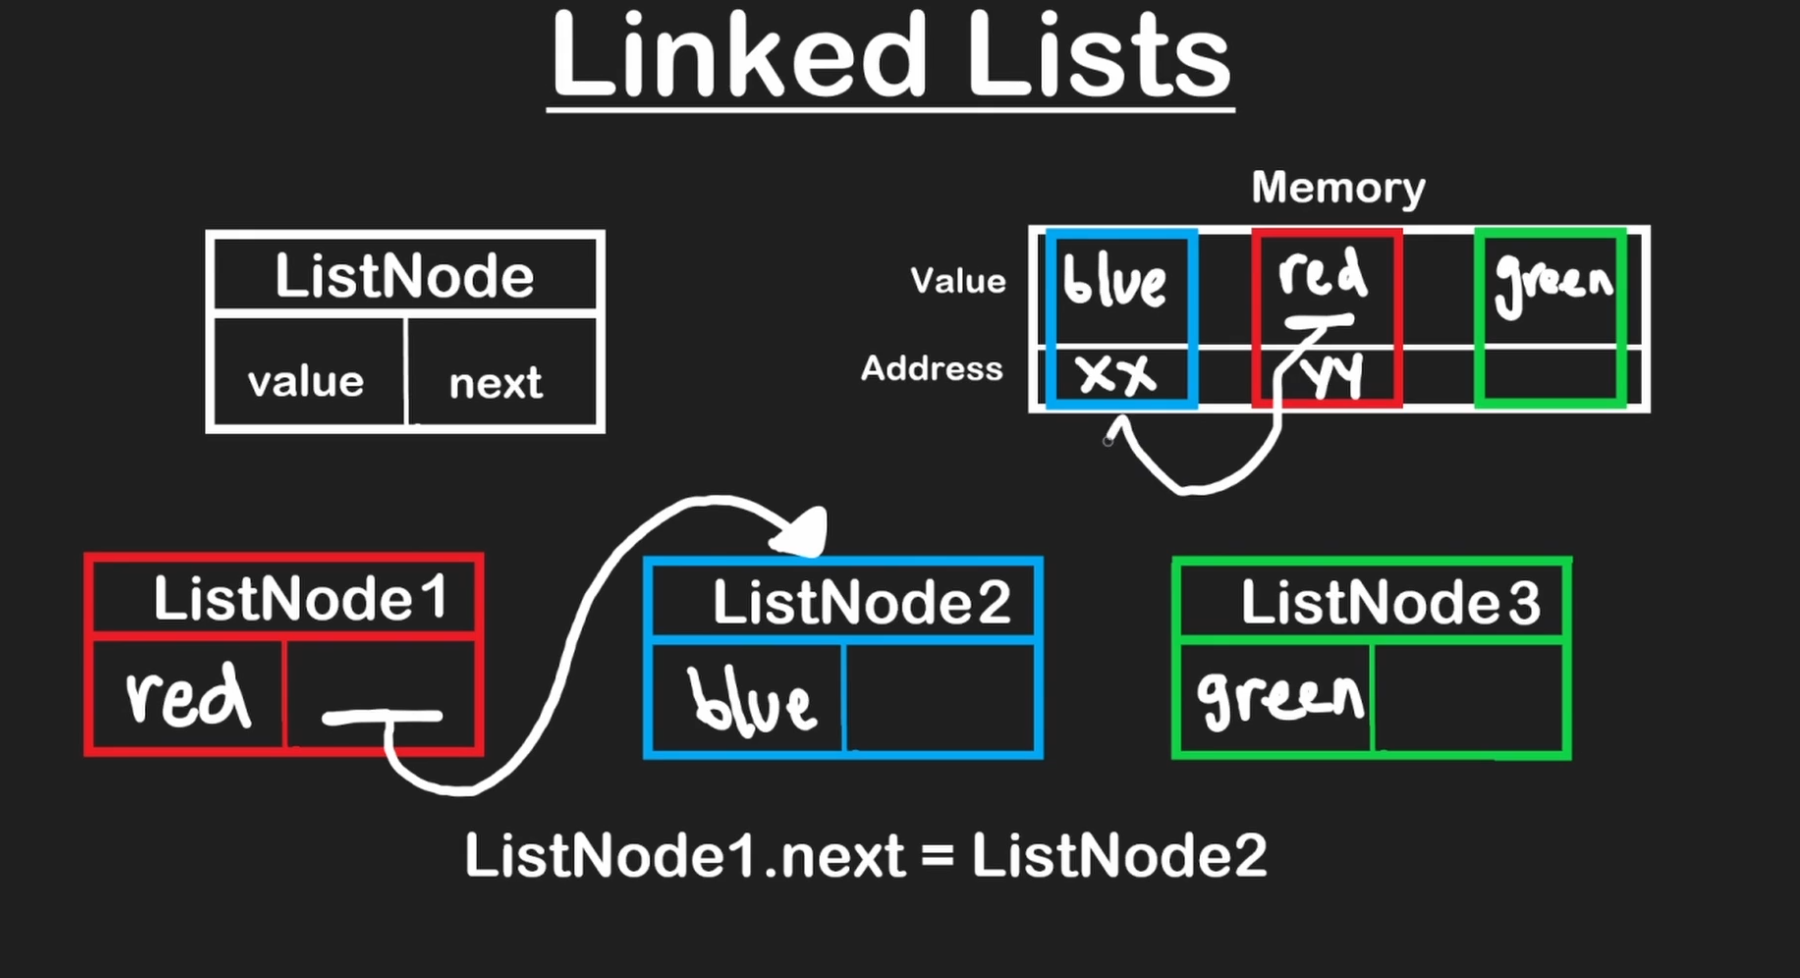 Linked Lists
Memory
ListNode
value next
Value blue red green
Address xx yy
ListNode1
red
ListNode2
blue
ListNode3
green
ListNode1.next = ListNode2